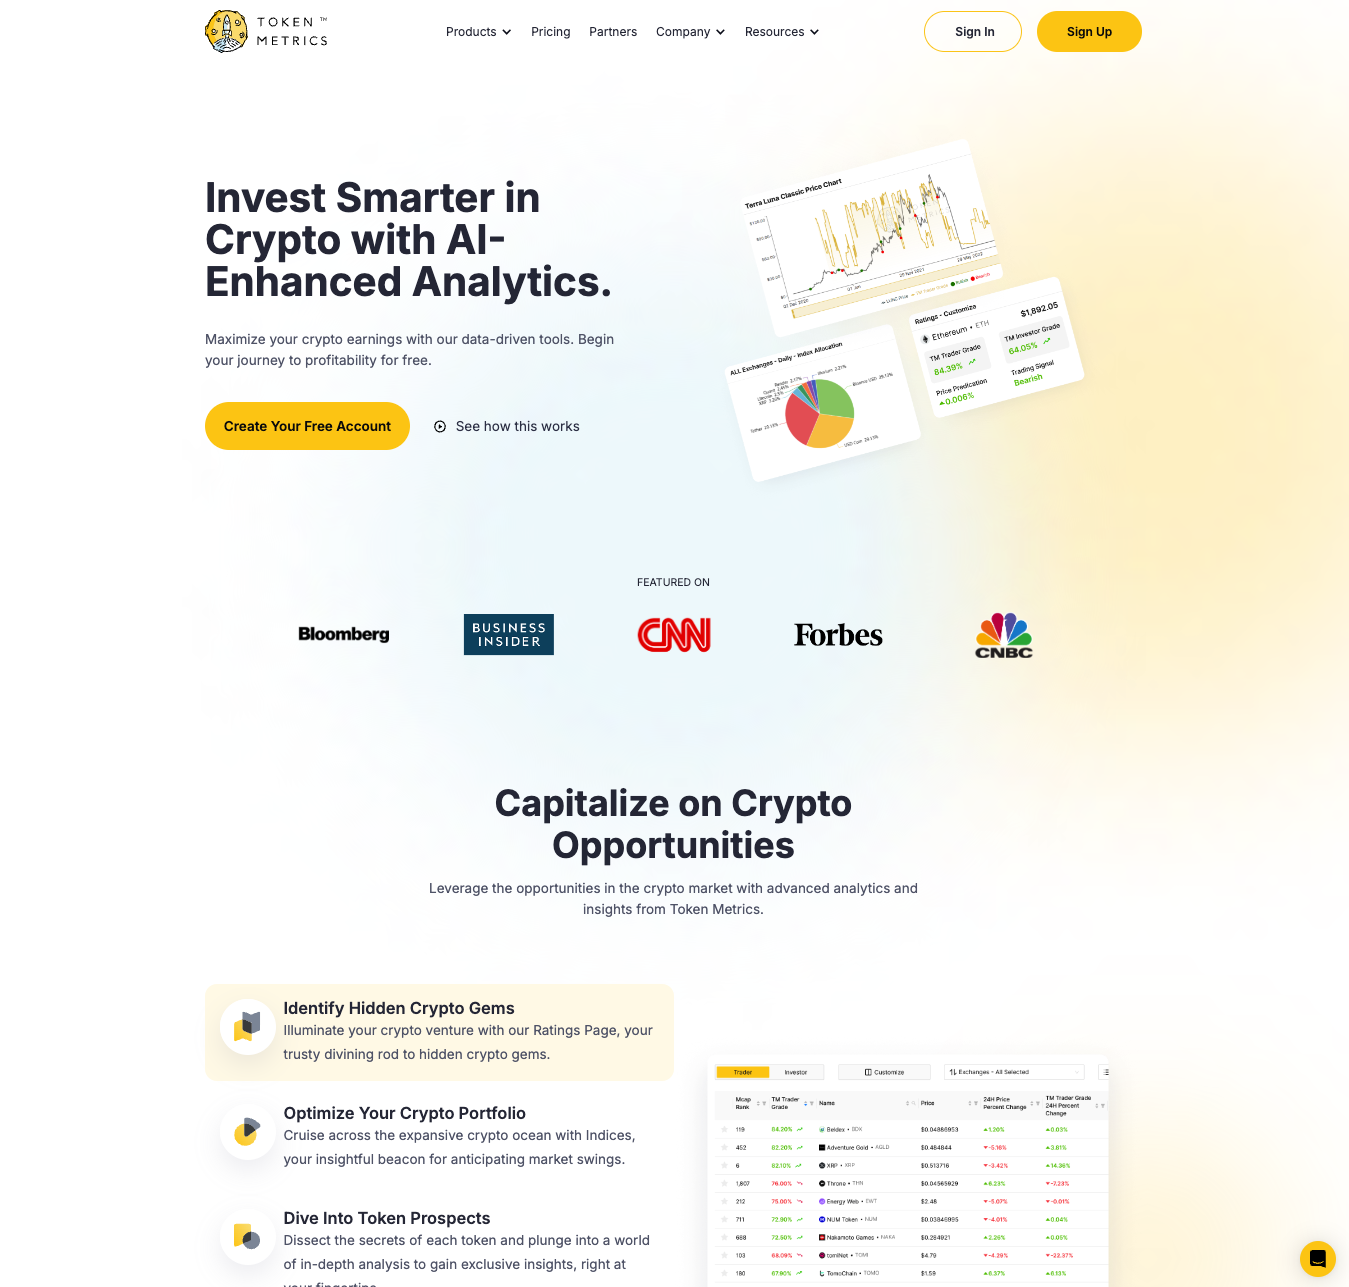 TOKEN ™
METRICS
Products
Pricing
Partners
Company
Resources
Sign In
Sign Up
Invest Smarter in
Crypto with AI-
Enhanced Analytics.
Maximize your crypto earnings with our data-driven tools. Begin
your journey to profitability for free.
Create Your Free Account
See how this works
Terra Luna Classic Price Chart
Ratings - Customize
Ethereum • ETH
$1,892.05
TM Trader Grade
84.39%
TM Investor Grade
64.05%
Price Predication
0.006%
Trading Signal
Bearish
ALL Exchanges - Daily - Index Allocation
FEATURED ON
Bloomberg
BUSINESS
INSIDER
CNN
Forbes
CNBC
Capitalize on Crypto
Opportunities
Leverage the opportunities in the crypto market with advanced analytics and
insights from Token Metrics.
Identify Hidden Crypto Gems
Illuminate your crypto venture with our Ratings Page, your
trusty divining rod to hidden crypto gems.
Optimize Your Crypto Portfolio
Cruise across the expansive crypto ocean with Indices,
your insightful beacon for anticipating market swings.
Dive Into Token Prospects
Dissect the secrets of each token and plunge into a world
of in-depth analysis to gain exclusive insights, right at
your fingertips
Trader
Investor
Customize
Exchanges - All Selected
Mcap
Rank
TM Trader
Grade
Name
Price
24H Price
Percent Change
TM Trader Grade
24H Percent
Change
119 84.26% Beldex • BDX $0.04886953 1.20% 0.03%
452 82.20% Adventure Gold • AGLD $0.484844 -5.16% 3.81%
6 82.10% XRP • XRP $0.513716 -3.42% 14.36%
1,807 76.00% Throne • THN $0.04565929 6.23% -7.23%
212 75.00% Energy Web • EWT $2.48 -5.07% -0.01%
711 72.90% NUM Token • NUM $0.03846995 -4.01% 0.04%
688 72.50% Nakamoto Games • NAKA $0.284921 2.26% 0.05%
103 68.09% tomiNet • TOMI $4.79 -4.29% -22.37%
180 67.90% TomoChain • TOMO $1.59 6.37% 0.13%